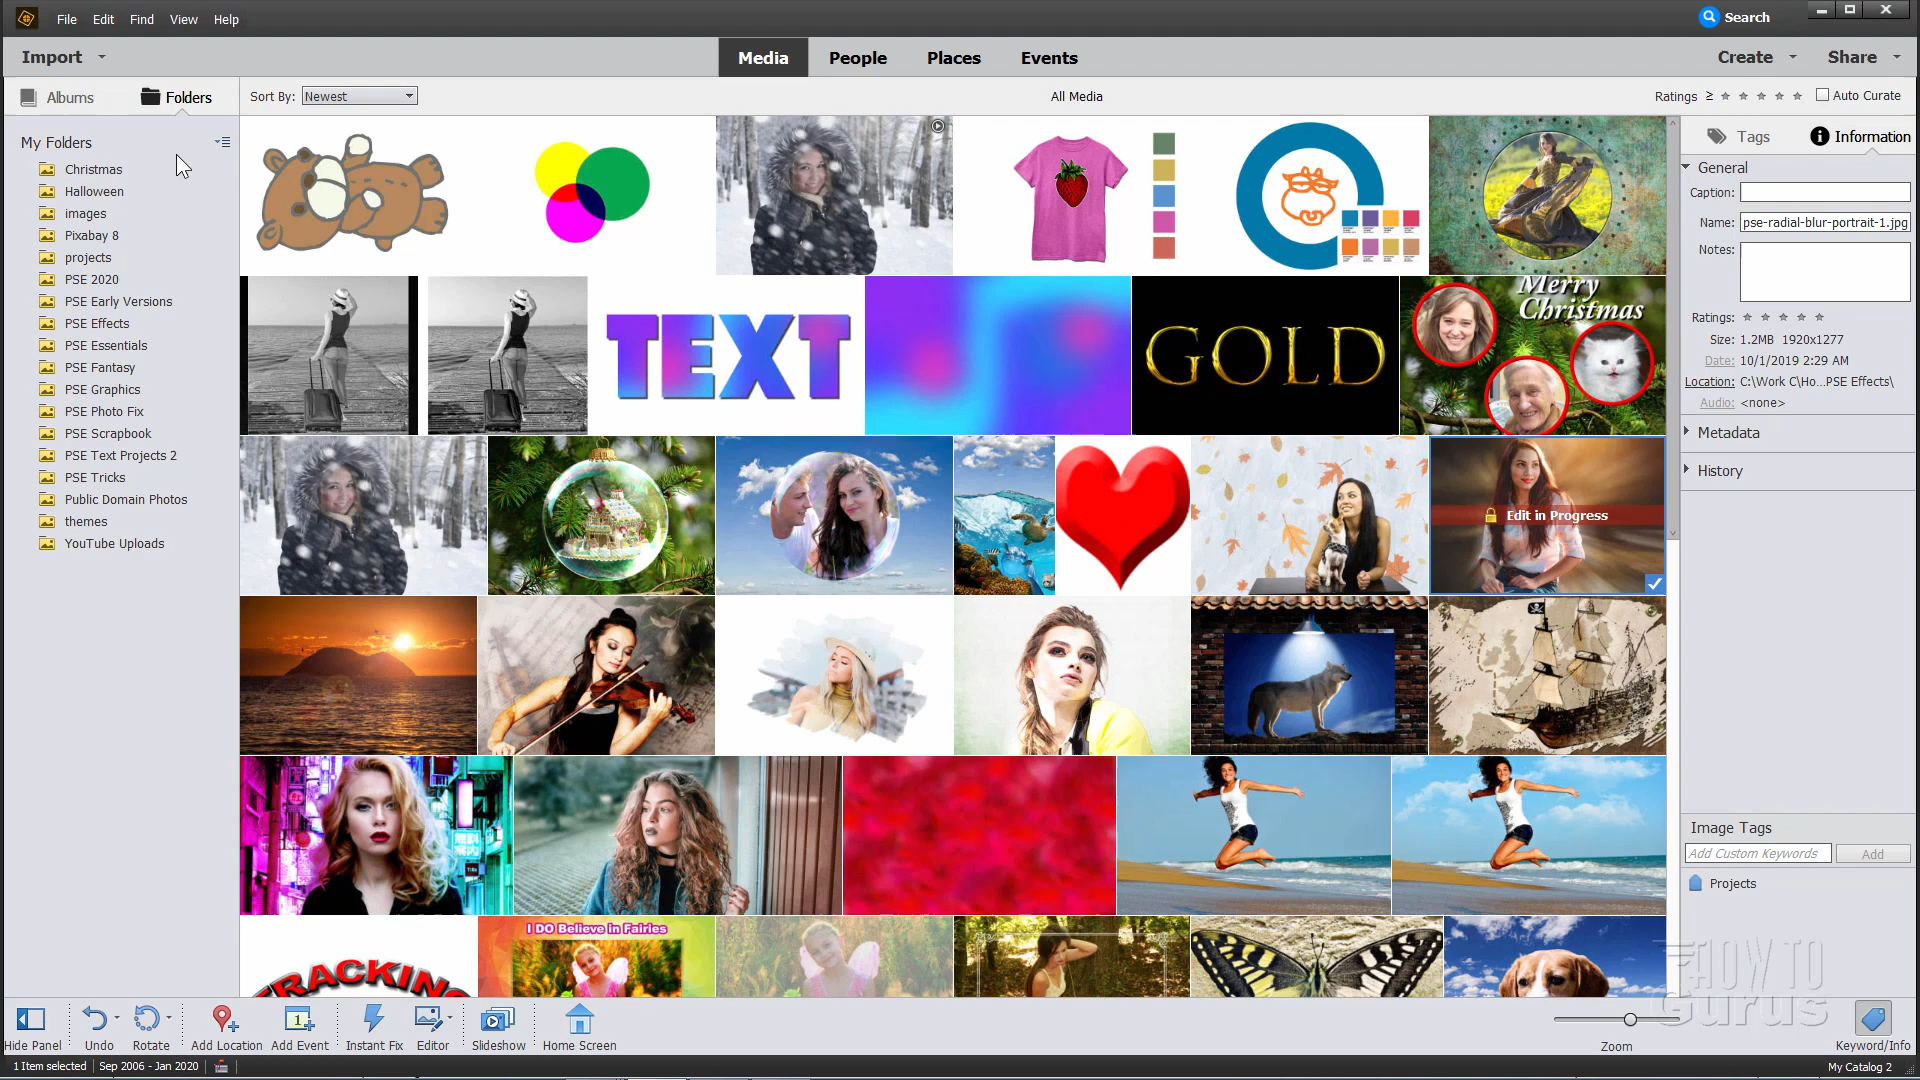 File Edit Find View Help Search
Import Media People Places Events Create Share
Albums Folders Sort By: Newest All Media Ratings ≥ Auto Curate
My Folders
Christmas
Halloween
images
Pixabay 8
projects
PSE 2020
PSE Early Versions
PSE Effects
PSE Essentials
PSE Fantasy
PSE Graphics
PSE Photo Fix
PSE Scrapbook
PSE Text Projects 2
PSE Tricks
Public Domain Photos
themes
YouTube Uploads
TEXT
GOLD
Merry
Christmas
Edit in Progress
I DO Believe in Fairies
TRACKING
Tags Information
General
Caption:
Name: pse-radial-blur-portrait-1.jpg
Notes:
Ratings:
Size: 1.2MB 1920x1277
Date: 10/1/2019 2:29 AM
Location: C:\Work C\Ho...PSE Effects\
Audio: <none>
Metadata
History
Image Tags
Add Custom Keywords Add
Projects
HOW TO
Gurus
1
Hide Panel Undo Rotate Add Location Add Event Instant Fix Editor Slideshow Home Screen Zoom Keyword/Info
1 Item selected Sep 2006 - Jan 2020 My Catalog 2